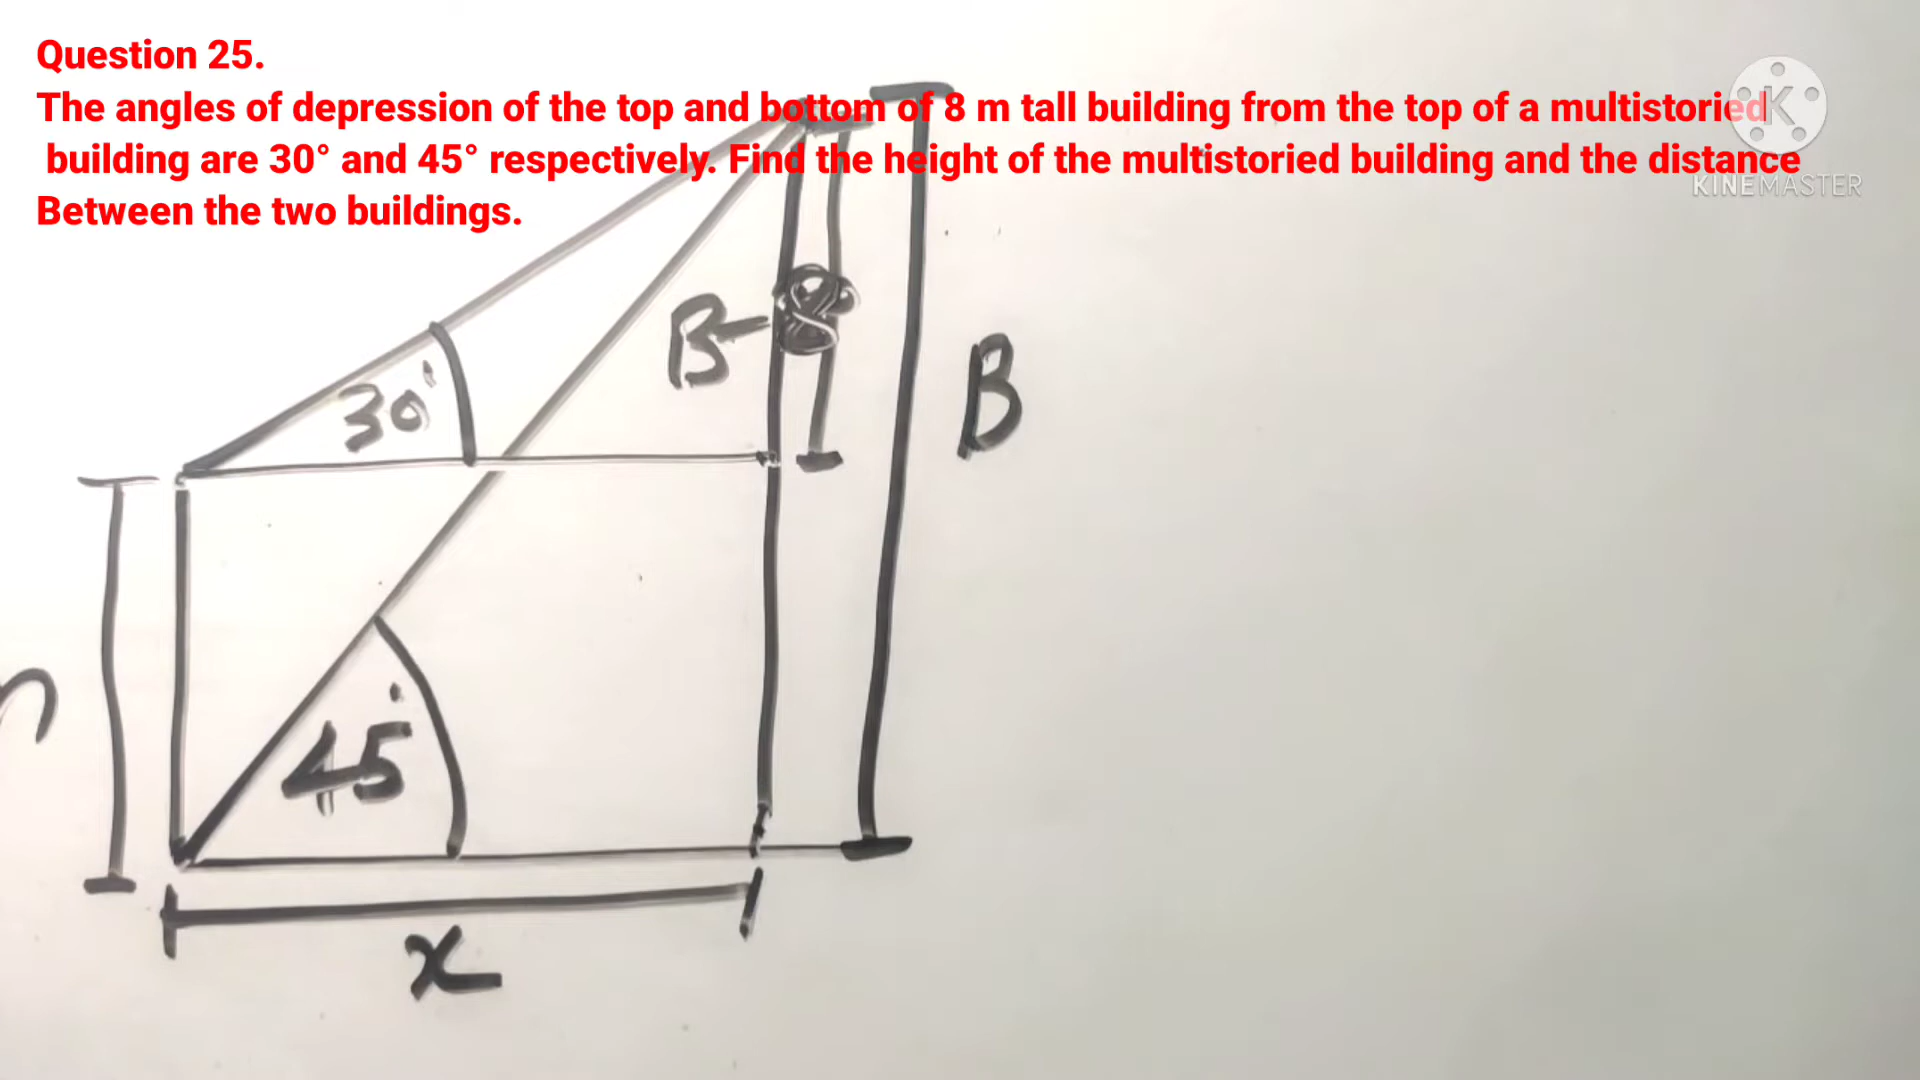 Question 25.
The angles of depression of the top and bottom of 8 m tall building from the top of a multistoried
building are 30° and 45° respectively. Find the height of the multistoried building and the distance
Between the two buildings.
K
KINEMASTER
30°
B-8
B
45°
x